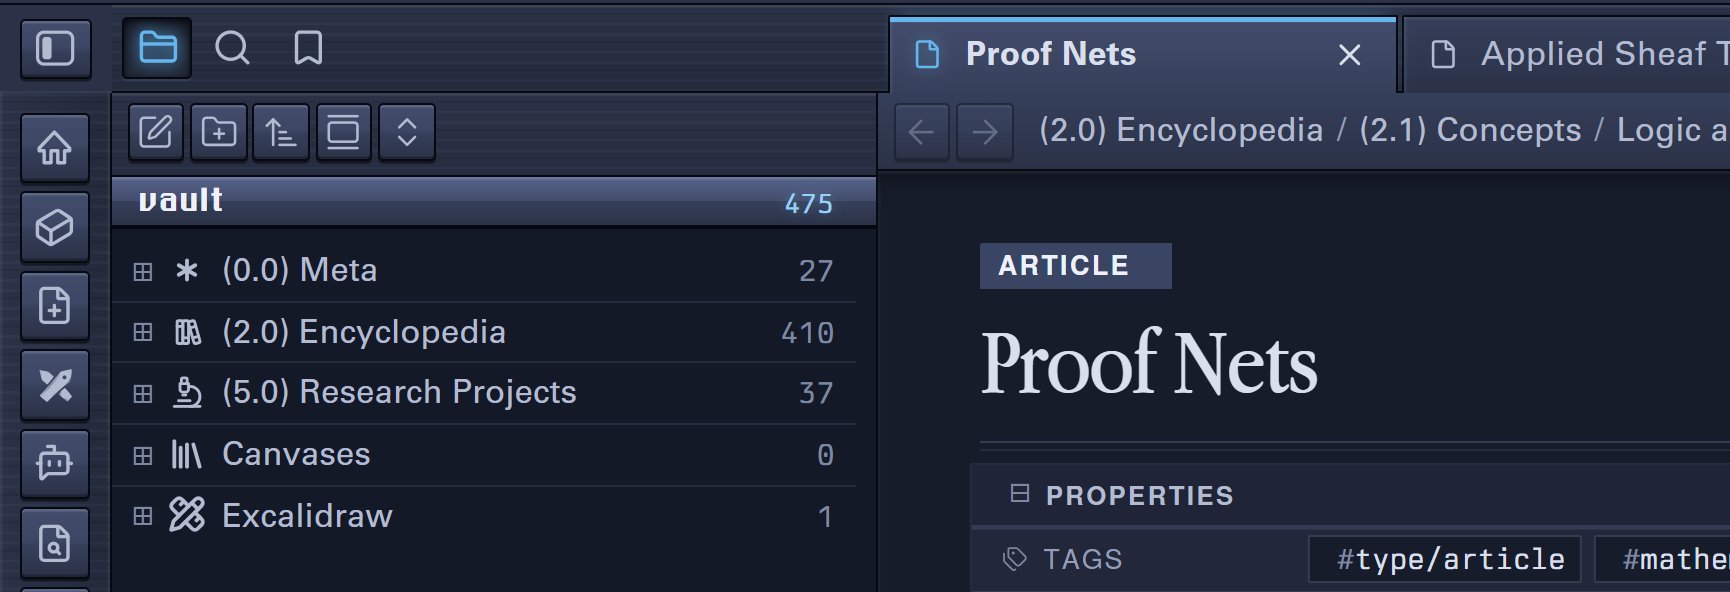 Proof Nets
Applied Sheaf T
(2.0) Encyclopedia / (2.1) Concepts / Logic a
vault 475
(0.0) Meta 27
(2.0) Encyclopedia 410
(5.0) Research Projects 37
Canvases 0
Excalidraw 1
ARTICLE
Proof Nets
PROPERTIES
TAGS #type/article #mathe